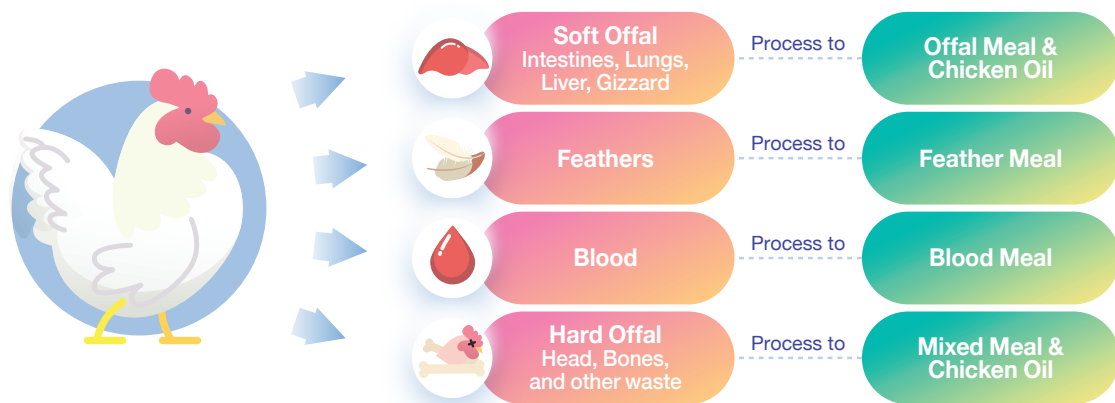 Soft Offal
Intestines, Lungs,
Liver, Gizzard
Process to
Offal Meal &
Chicken Oil
Feathers
Process to
Feather Meal
Blood
Process to
Blood Meal
Hard Offal
Head, Bones,
and other waste
Process to
Mixed Meal &
Chicken Oil